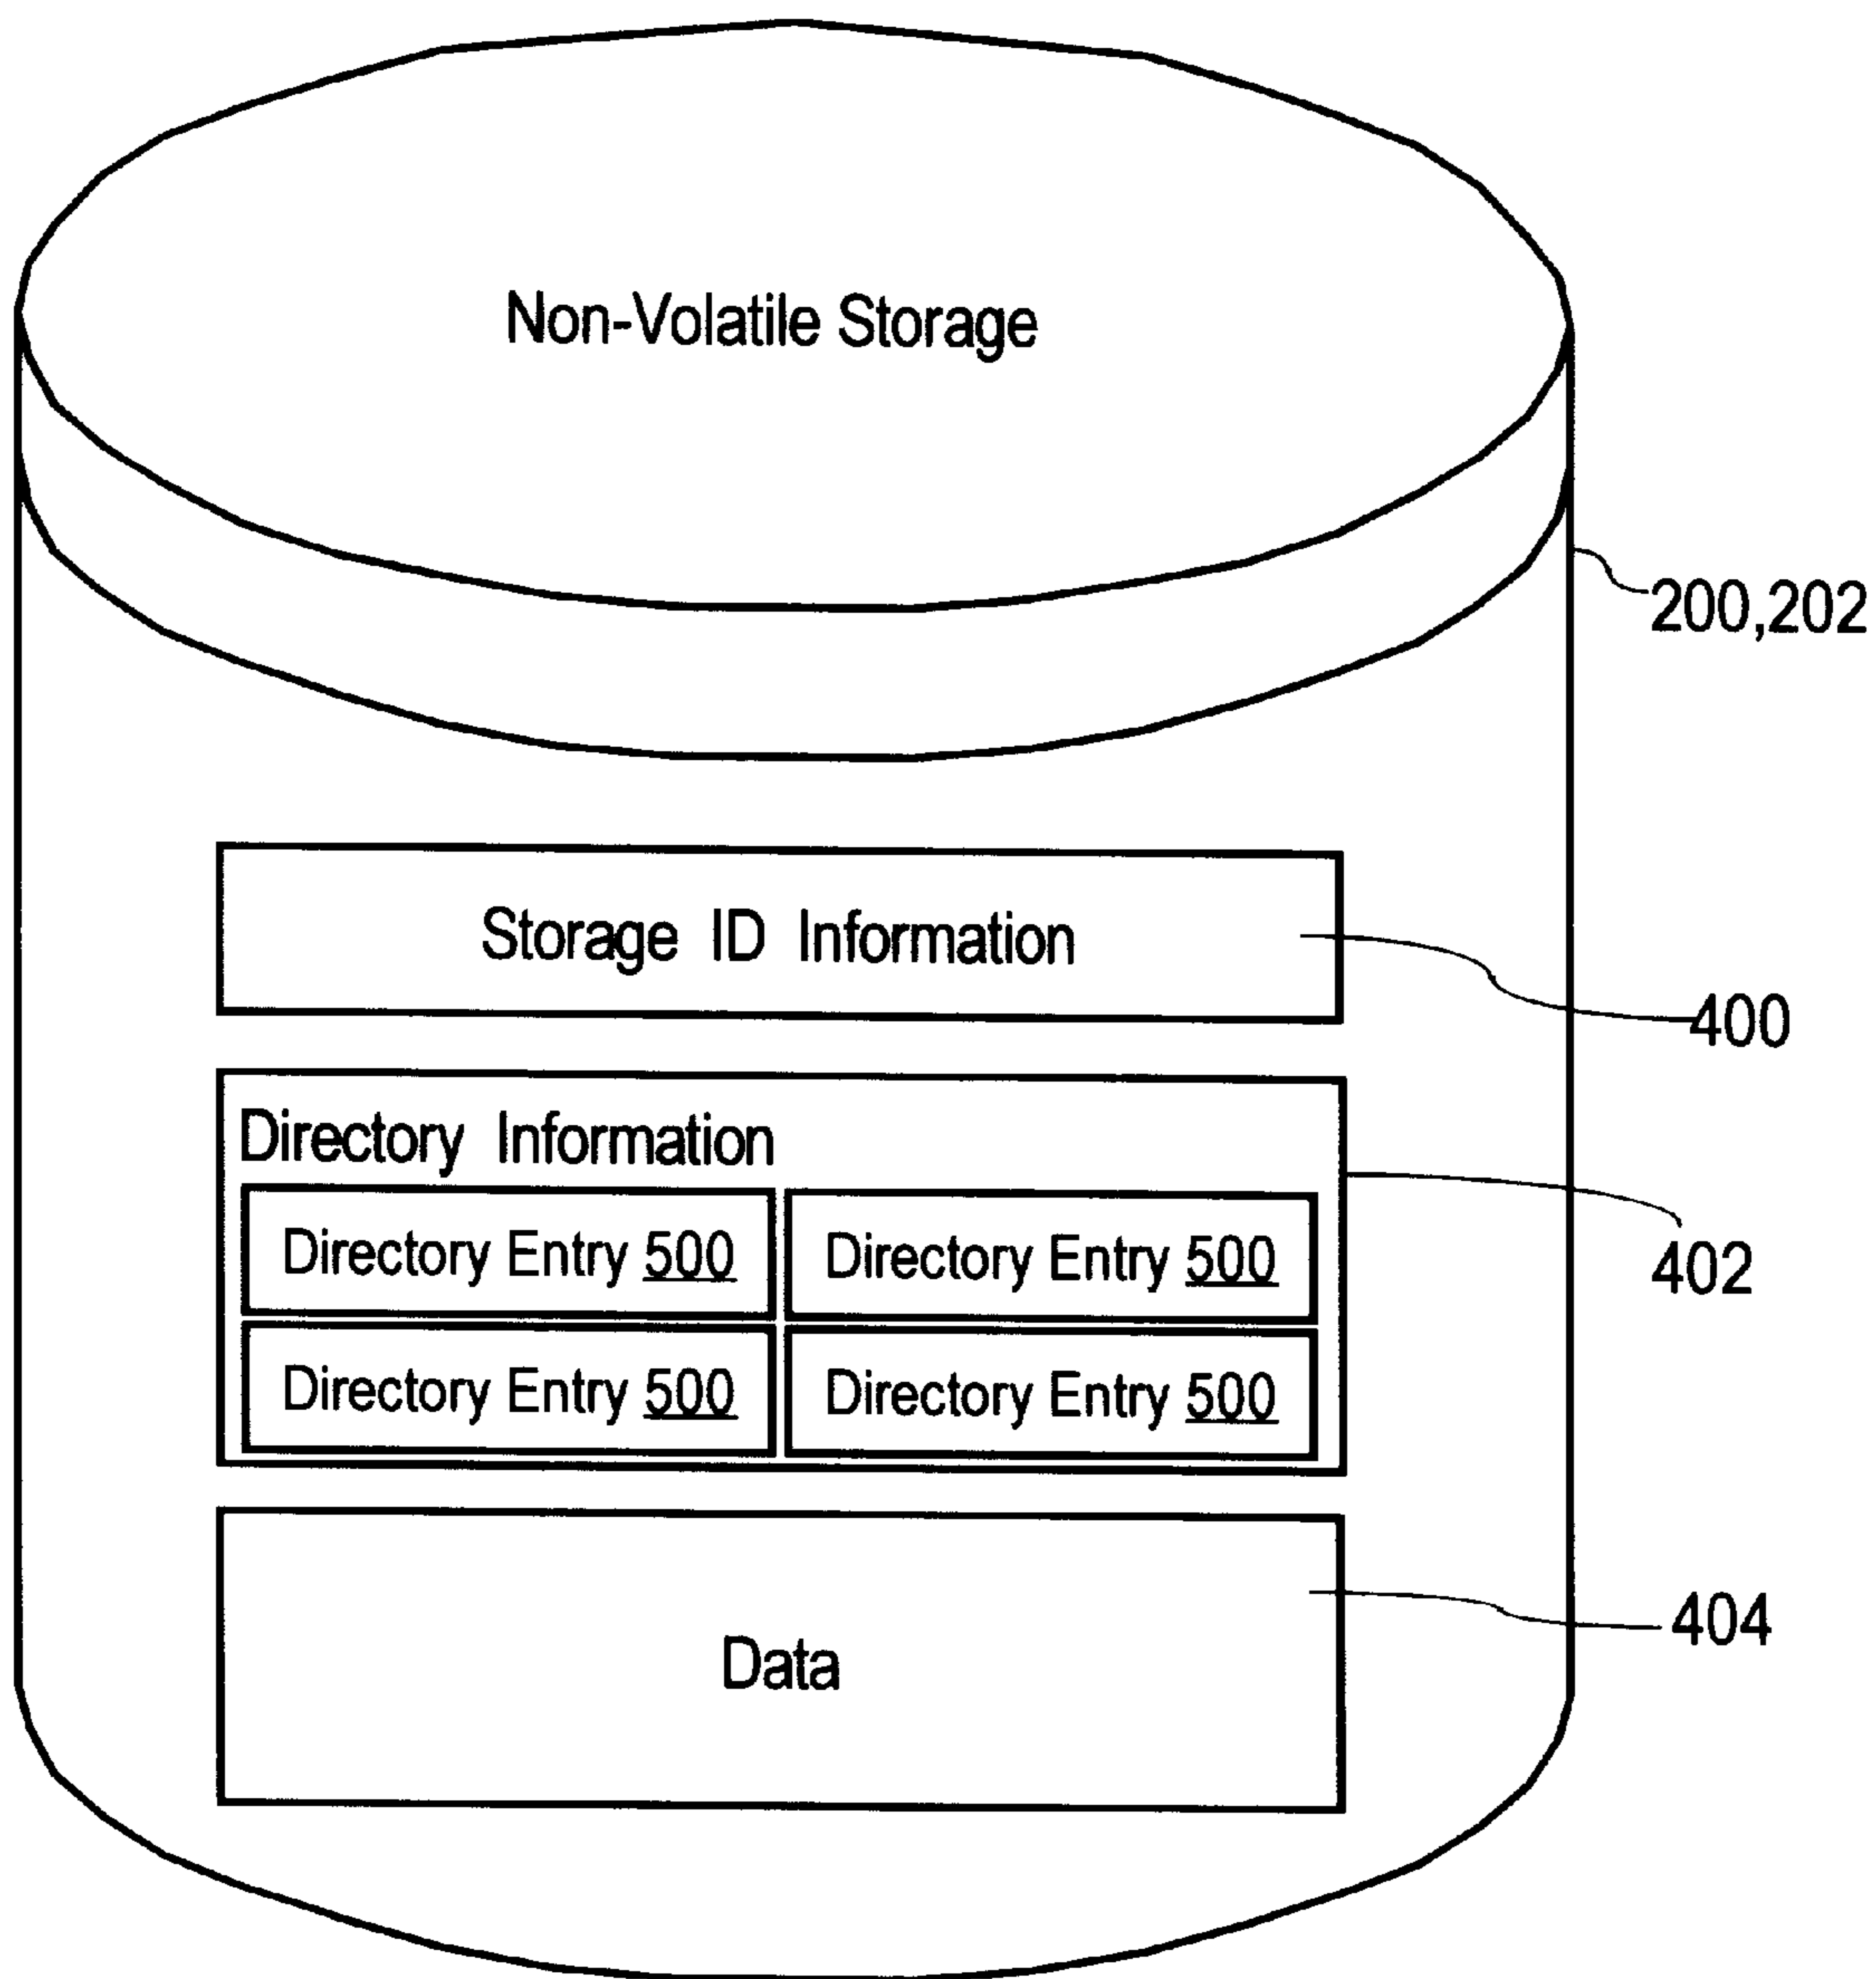 Non-Volatile Storage
200,202
Storage ID Information
400
Directory Information
Directory Entry 500
Directory Entry 500
402
Directory Entry 500
Directory Entry 500
404
Data